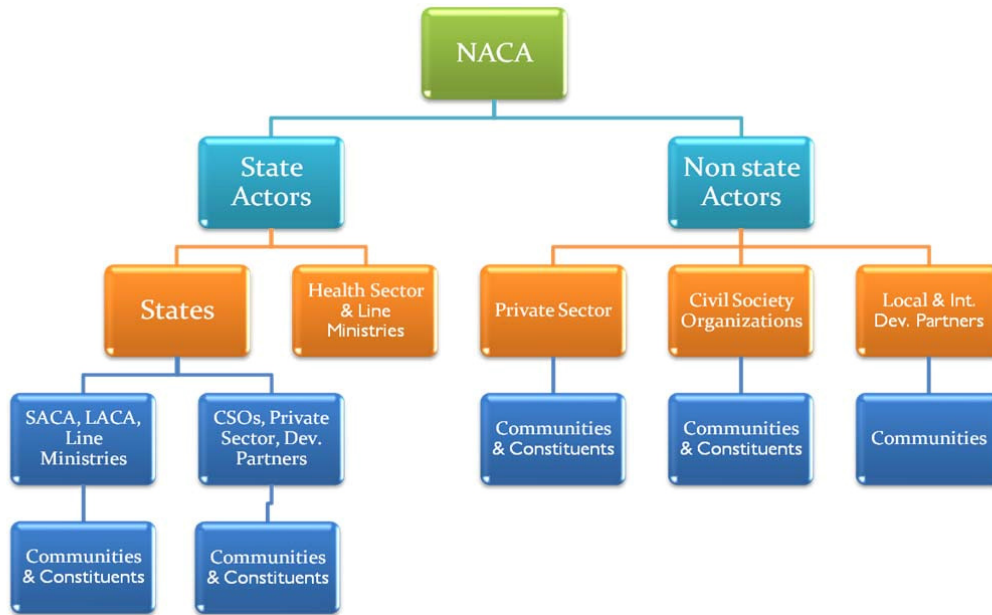 NACA
State
Actors
Non state
Actors
States
Health Sector
& Line
Ministries
Private Sector
Civil Society
Organizations
Local & Int.
Dev. Partners
SACA, LACA,
Line
Ministries
CSOs, Private
Sector, Dev.
Partners
Communities
& Constituents
Communities
& Constituents
Communities
Communities
& Constituents
Communities
& Constituents